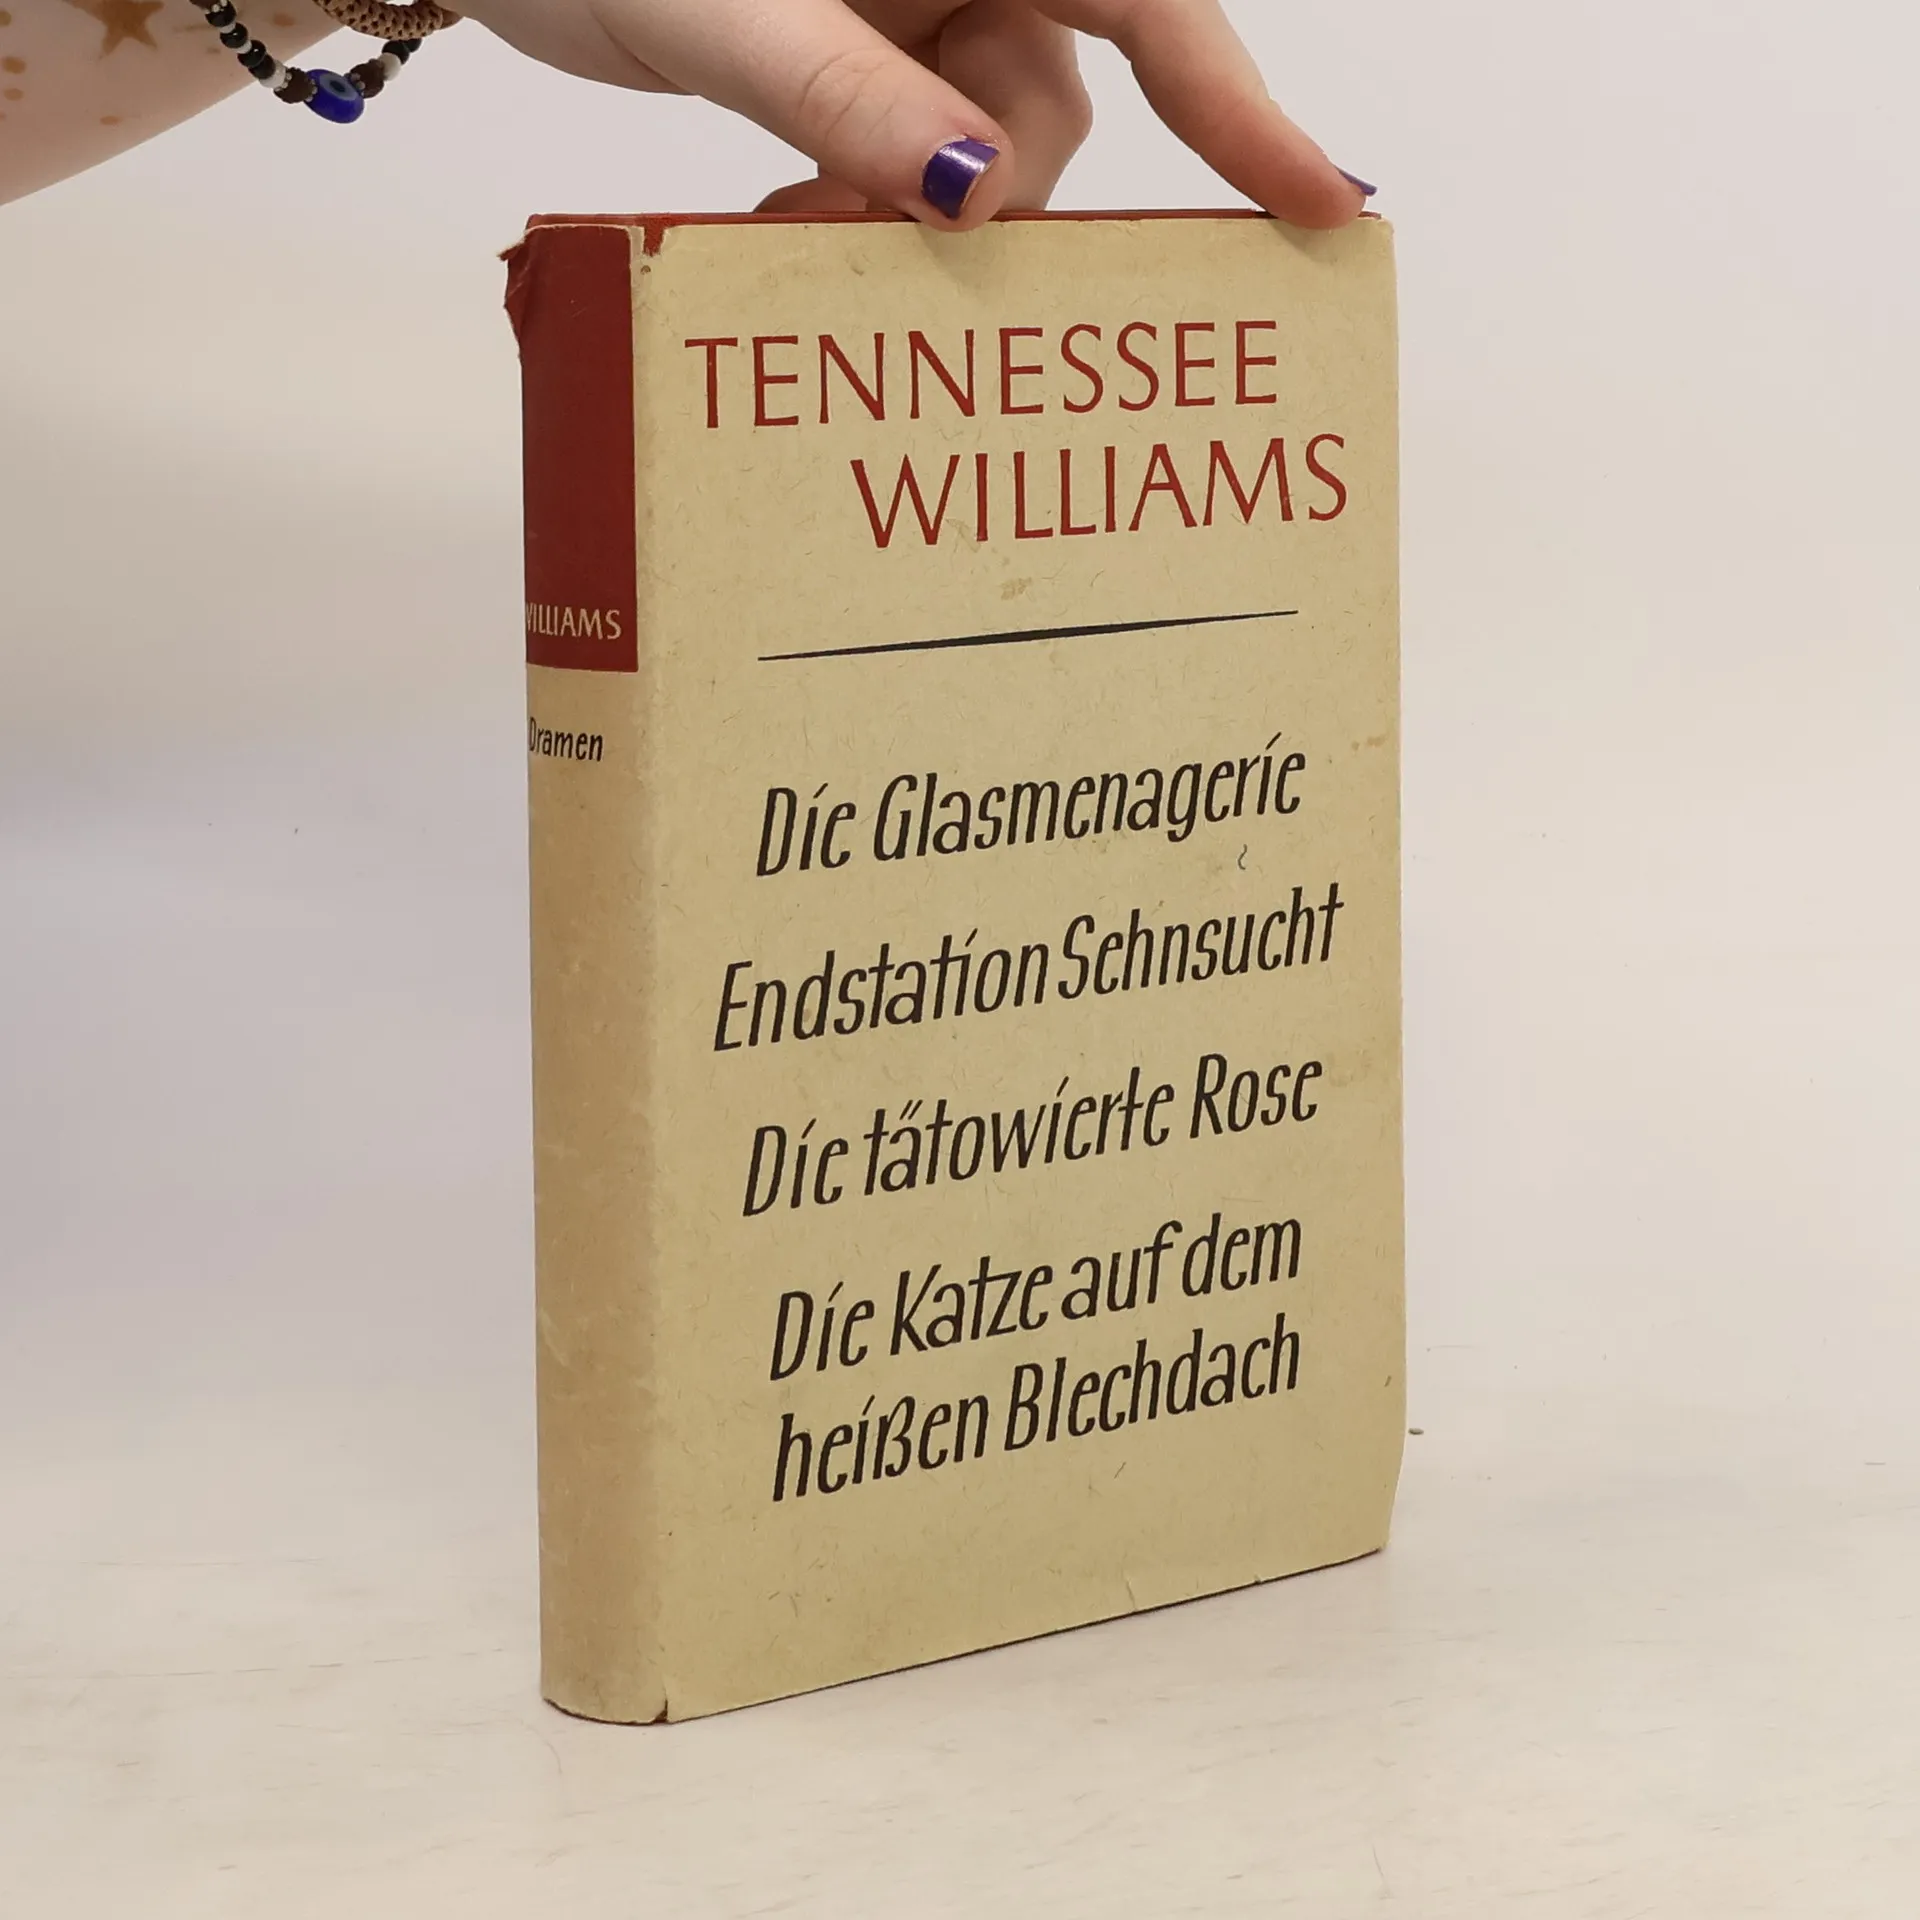 TENNESSEE
WILLIAMS
Die Glasmenagerie
Endstation Sehnsucht
Die tätowierte Rose
Die Katze auf dem
heißen Blechdach
WILLIAMS
Dramen